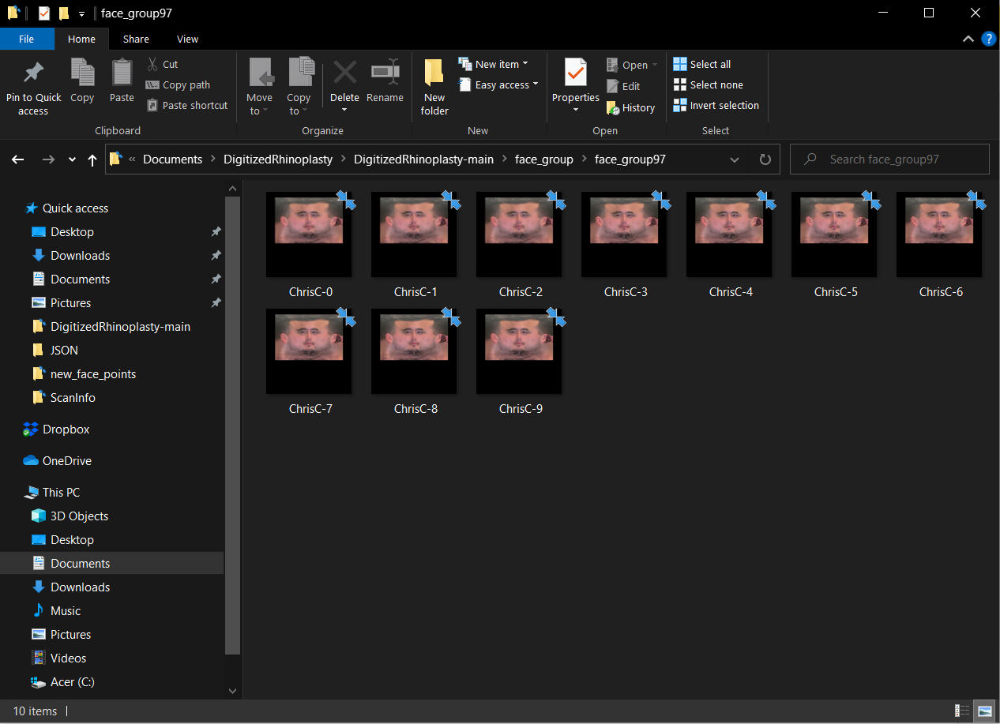 face_group97
File Home Share View
Pin to Quick access
Copy
Paste
Cut
Copy path
Paste shortcut
Clipboard
Move to
Copy to
Delete
Rename
Organize
New folder
New item
Easy access
New
Properties
Open
Edit
History
Open
Select all
Select none
Invert selection
Select
« Documents > DigitizedRhinoplasty > DigitizedRhinoplasty-main > face_group > face_group97
Search face_group97
Quick access
Desktop
Downloads
Documents
Pictures
DigitizedRhinoplasty-main
JSON
new_face_points
ScanInfo
Dropbox
OneDrive
This PC
3D Objects
Desktop
Documents
Downloads
Music
Pictures
Videos
Acer (C:)
ChrisC-0 ChrisC-1 ChrisC-2 ChrisC-3 ChrisC-4 ChrisC-5 ChrisC-6
ChrisC-7 ChrisC-8 ChrisC-9
10 items